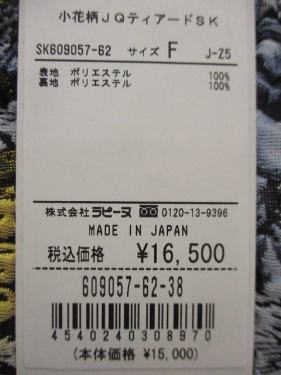 小花柄JQティアードSK
SK609057-62 サイズ F J-Z5
表地 ポリエステル 100%
裏地 ポリエステル 100%
株式会社ラピーヌ 0120-13-9396
MADE IN JAPAN
税込価格 ¥16,500
609057-62-38
4540240308970
(本体価格 ¥15,000)